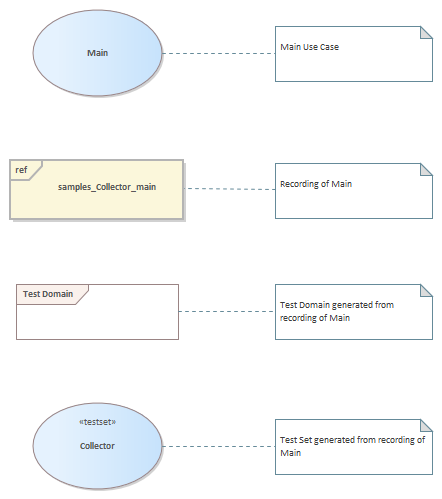 Main
Main Use Case
ref
samples_Collector_main
Recording of Main
Test Domain
Test Domain generated from
recording of Main
«testset»
Collector
Test Set generated from recording of
Main